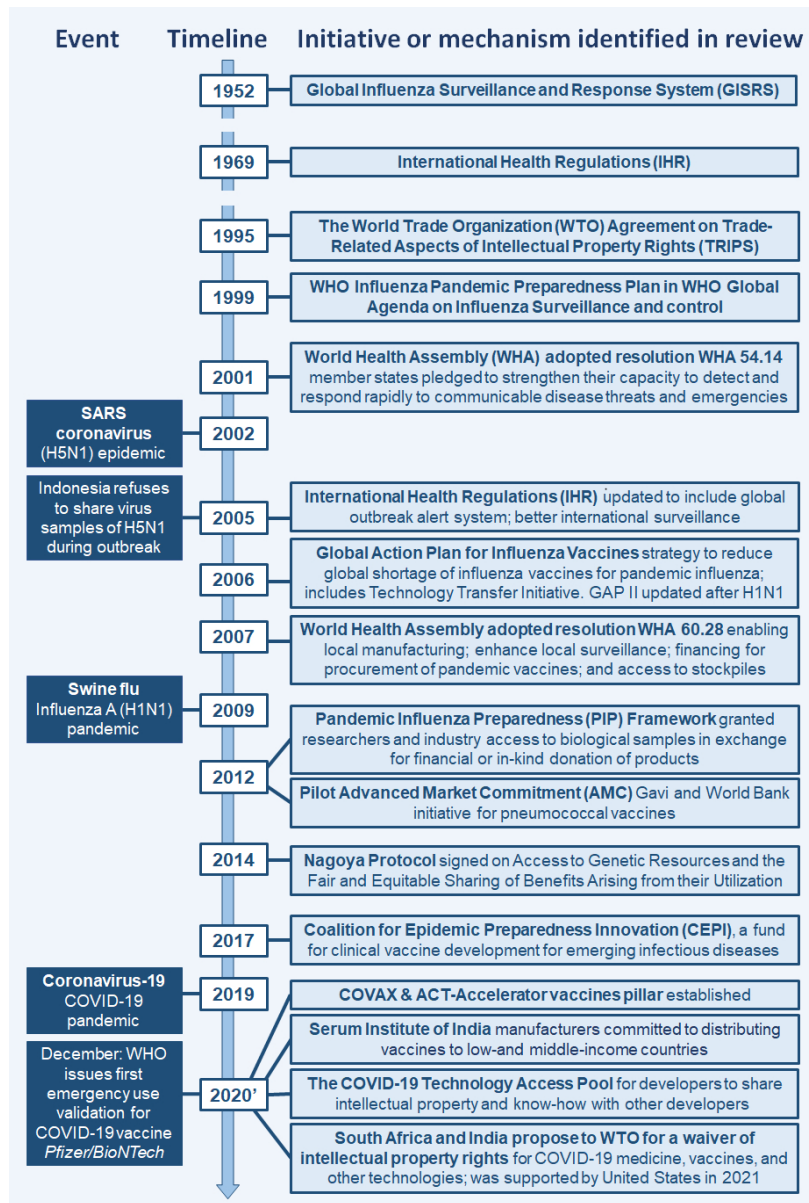 Event Timeline Initiative or mechanism identified in review
1952
Global Influenza Surveillance and Response System (GISRS)
1969
International Health Regulations (IHR)
1995
The World Trade Organization (WTO) Agreement on Trade-
Related Aspects of Intellectual Property Rights (TRIPS)
1999
WHO Influenza Pandemic Preparedness Plan in WHO Global
Agenda on Influenza Surveillance and control
2001
World Health Assembly (WHA) adopted resolution WHA 54.14
member states pledged to strengthen their capacity to detect and
respond rapidly to communicable disease threats and emergencies
SARS
coronavirus
(H5N1) epidemic
2002
Indonesia refuses
to share virus
samples of H5N1
during outbreak
2005
International Health Regulations (IHR) updated to include global
outbreak alert system; better international surveillance
2006
Global Action Plan for Influenza Vaccines strategy to reduce
global shortage of influenza vaccines for pandemic influenza;
includes Technology Transfer Initiative. GAP II updated after H1N1
2007
World Health Assembly adopted resolution WHA 60.28 enabling
local manufacturing; enhance local surveillance; financing for
procurement of pandemic vaccines; and access to stockpiles
Swine flu
Influenza A (H1N1)
pandemic
2009
2012
Pandemic Influenza Preparedness (PIP) Framework granted
researchers and industry access to biological samples in exchange
for financial or in-kind donation of products
Pilot Advanced Market Commitment (AMC) Gavi and World Bank
initiative for pneumococcal vaccines
2014
Nagoya Protocol signed on Access to Genetic Resources and the
Fair and Equitable Sharing of Benefits Arising from their Utilization
2017
Coalition for Epidemic Preparedness Innovation (CEPI), a fund
for clinical vaccine development for emerging infectious diseases
Coronavirus-19
COVID-19
pandemic
2019
December: WHO
issues first
emergency use
validation for
COVID-19 vaccine
Pfizer/BioNTech
2020’
COVAX & ACT-Accelerator vaccines pillar established
Serum Institute of India manufacturers committed to distributing
vaccines to low-and middle-income countries
The COVID-19 Technology Access Pool for developers to share
intellectual property and know-how with other developers
South Africa and India propose to WTO for a waiver of
intellectual property rights for COVID-19 medicine, vaccines, and
other technologies; was supported by United States in 2021